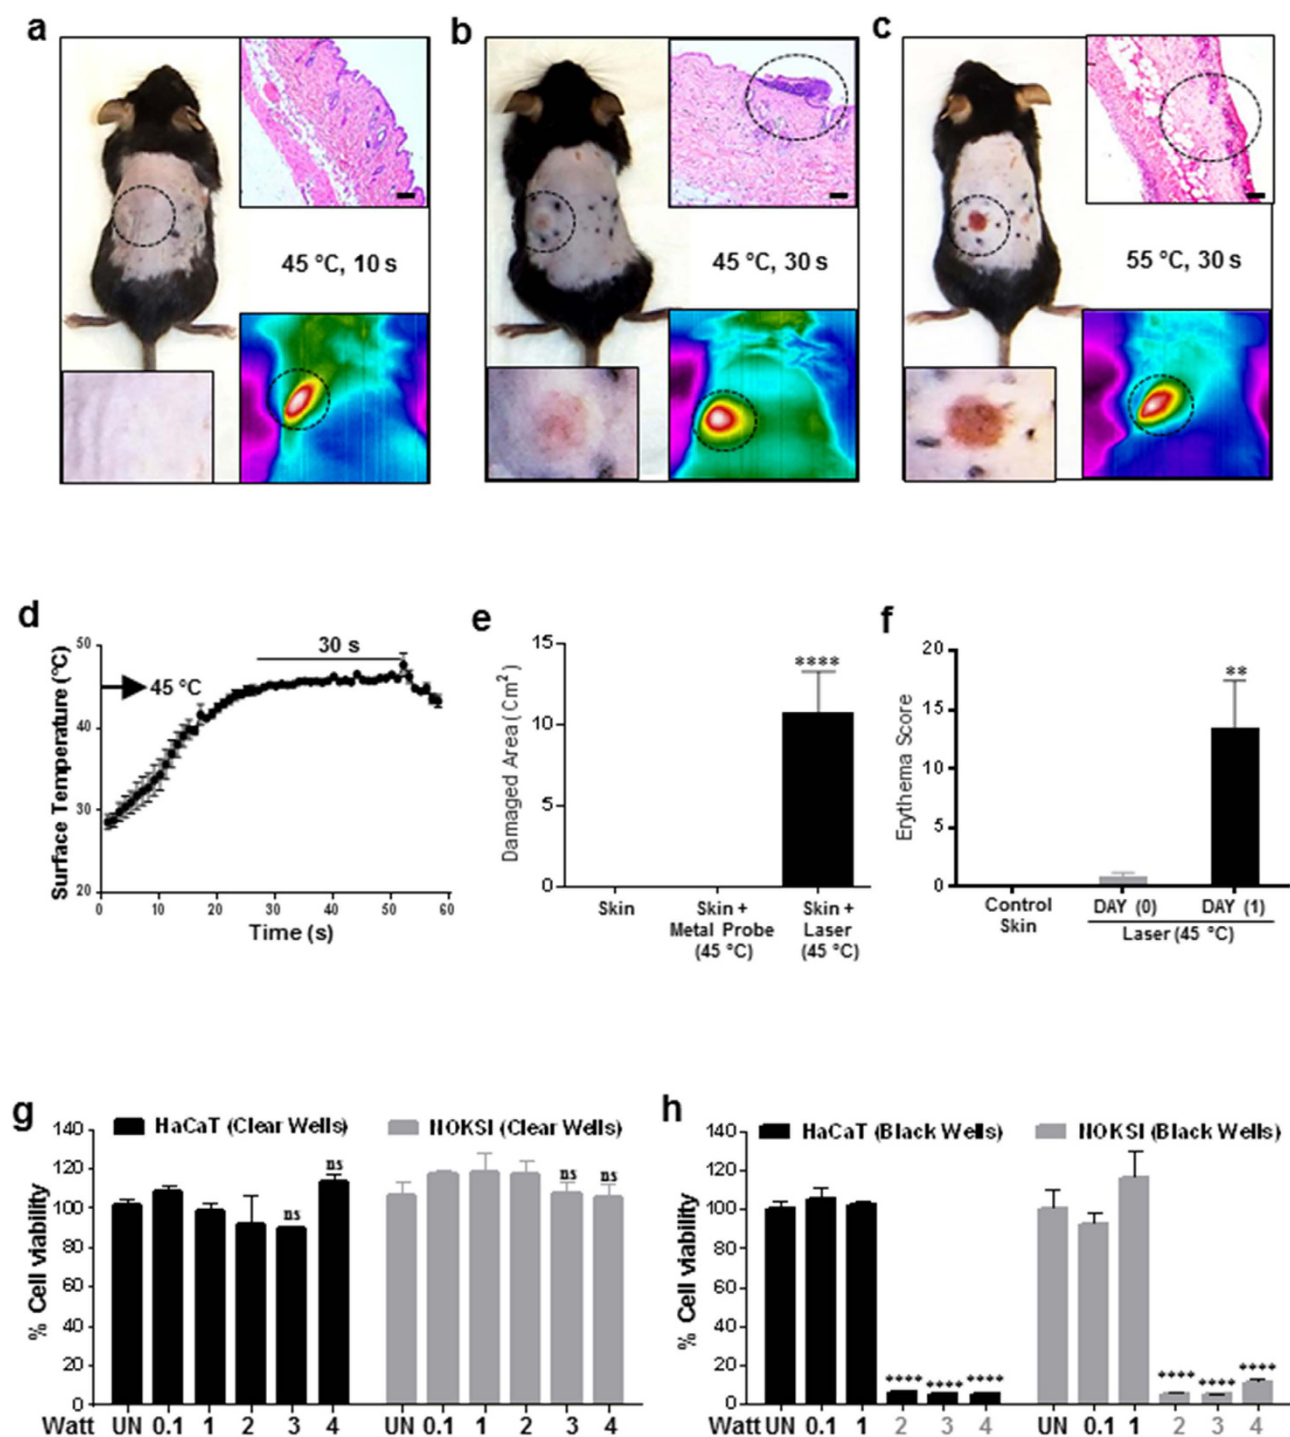 a
b
c
45 °C, 10 s
45 °C, 30 s
55 °C, 30 s
d
Surface Temperature (°C)
50
40
30
20
45 °C
30 s
0
10
20
30
40
50
60
Time (s)
e
Damaged Area (Cm²)
15
10
5
0
****
Skin
Skin +
Metal Probe
(45 °C)
Skin +
Laser
(45 °C)
f
Erythema Score
20
15
10
5
0
**
Control
Skin
DAY (0)
DAY (1)
Laser (45 °C)
g
HaCaT (Clear Wells)
NOKSI (Clear Wells)
% Cell viability
140
120
100
80
60
40
20
0
ns
ns
ns
ns
Watt UN 0.1 1 2 3 4 UN 0.1 1 2 3 4
h
HaCaT (Black Wells)
NOKSI (Black Wells)
% Cell viability
140
120
100
80
60
40
20
0
**** **** ****
**** **** ****
Watt UN 0.1 1 2 3 4 UN 0.1 1 2 3 4